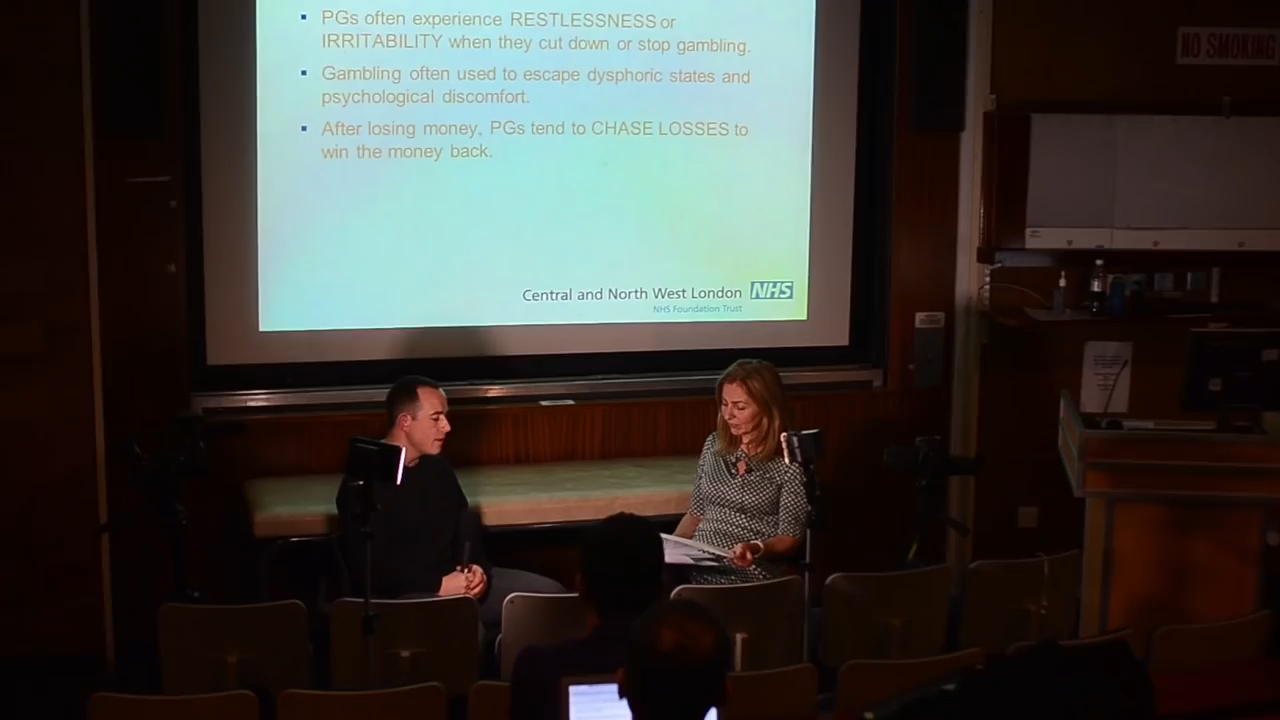 PGs often experience RESTLESSNESS or
IRRITABILITY when they cut down or stop gambling.
Gambling often used to escape dysphoric states and
psychological discomfort.
After losing money, PGs tend to CHASE LOSSES to
win the money back.
Central and North West London NHS
NHS Foundation Trust
NO SMOKING